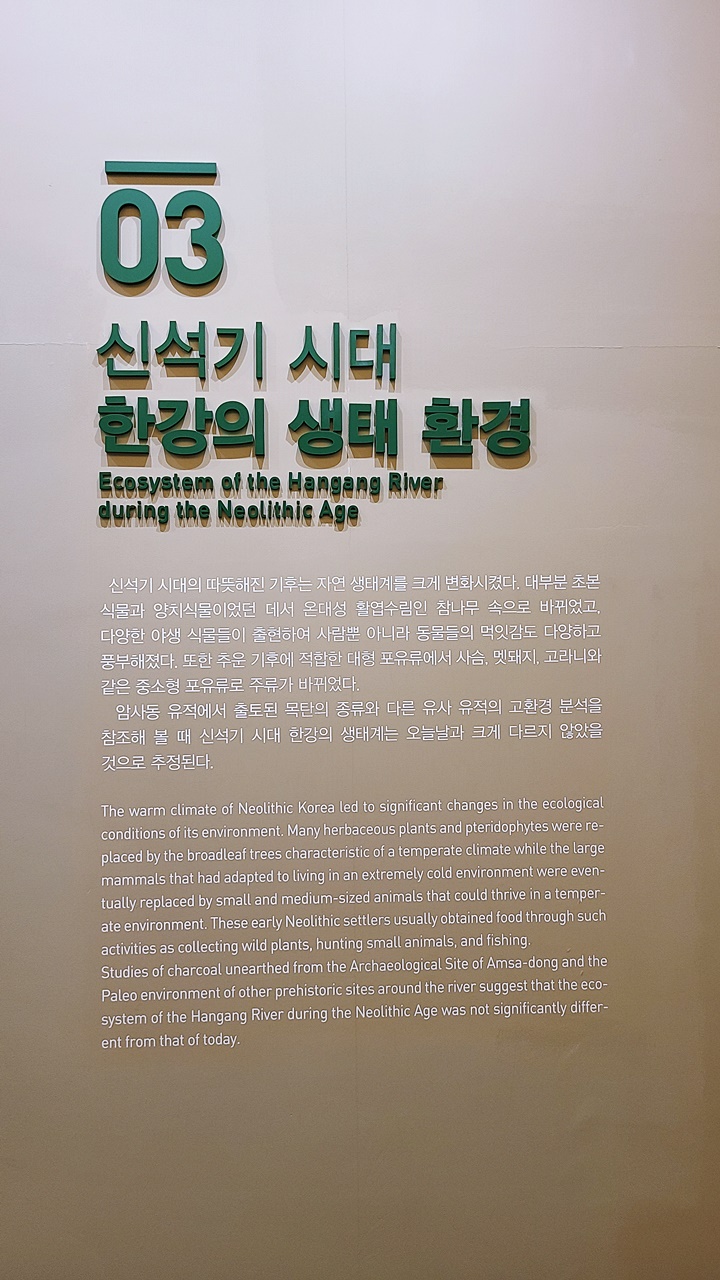 03
신석기 시대
한강의 생태 환경
Ecosystem of the Hangang River
during the Neolithic Age
신석기 시대의 따뜻해진 기후는 자연 생태계를 크게 변화시켰다. 대부분 초본
식물과 양치식물이었던 데서 온대성 활엽수림인 참나무 속으로 바뀌었고,
다양한 야생 식물들이 출현하여 사람뿐 아니라 동물들의 먹잇감도 다양하고
풍부해졌다. 또한 추운 기후에 적합한 대형 포유류에서 사슴, 멧돼지, 고라니와
같은 중소형 포유류로 주류가 바뀌었다.
암사동 유적에서 출토된 목탄의 종류와 다른 유사 유적의 고환경 분석을
참조해 볼 때 신석기 시대 한강의 생태계는 오늘날과 크게 다르지 않았을
것으로 추정된다.
The warm climate of Neolithic Korea led to significant changes in the ecological
conditions of its environment. Many herbaceous plants and pteridophytes were re-
placed by the broadleaf trees characteristic of a temperate climate while the large
mammals that had adapted to living in an extremely cold environment were even-
tually replaced by small and medium-sized animals that could thrive in a temper-
ate environment. These early Neolithic settlers usually obtained food through such
activities as collecting wild plants, hunting small animals, and fishing.
Studies of charcoal unearthed from the Archaeological Site of Amsa-dong and the
Paleo environment of other prehistoric sites around the river suggest that the eco-
system of the Hangang River during the Neolithic Age was not significantly differ-
ent from that of today.